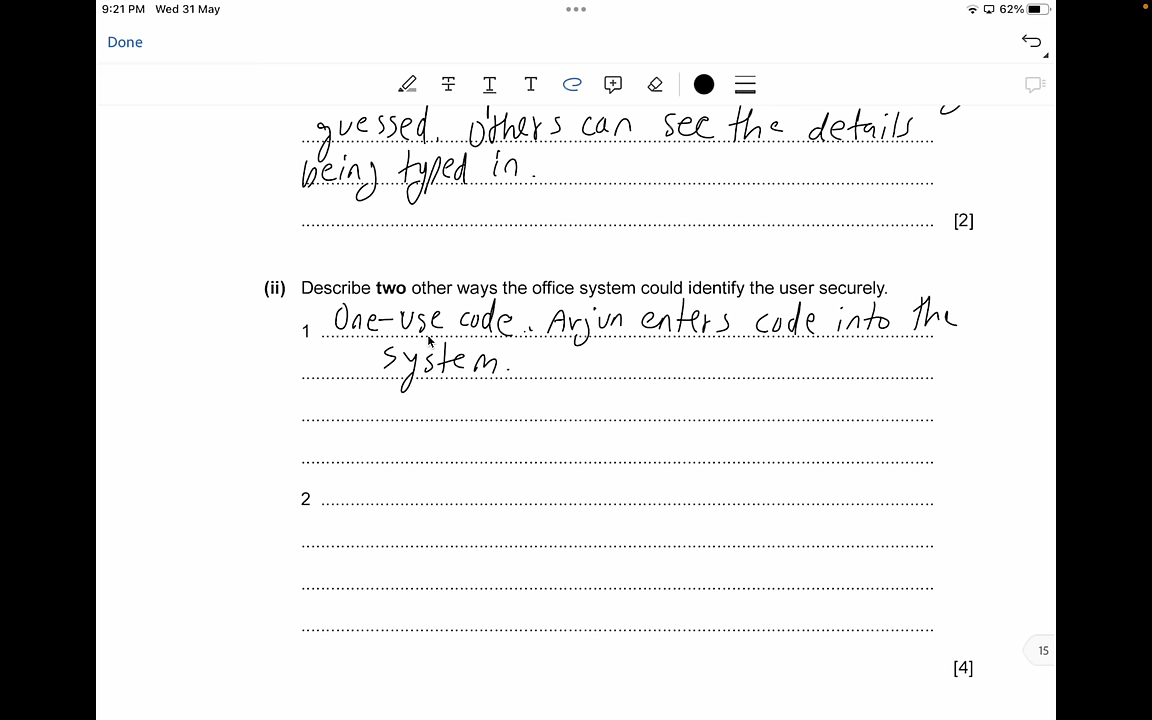 9:21 PM Wed 31 May
62%
Done
T T T
guessed. Others can see the details
being typed in.
[2]
(ii) Describe two other ways the office system could identify the user securely.
1 One-use code. Arjun enters code into the
system.
2
15
[4]